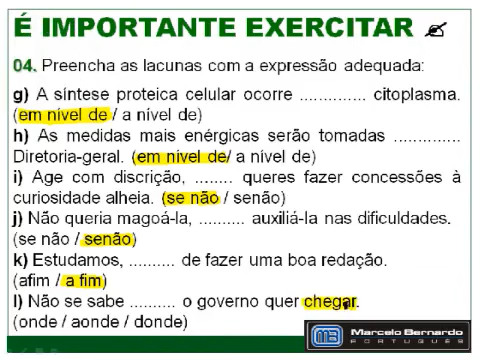 É IMPORTANTE EXERCITAR
04. Preencha as lacunas com a expressão adequada:
g) A síntese proteica celular ocorre .............. citoplasma.
(em nível de / a nível de)
h) As medidas mais enérgicas serão tomadas .............
Diretoria-geral. (em nível de/ a nível de)
i) Age com discrição, ........ queres fazer concessões à
curiosidade alheia. (se não / senão)
j) Não queria magoá-la, .......... auxiliá-la nas dificuldades.
(se não / senão)
k) Estudamos, .......... de fazer uma boa redação.
(afim / a fim)
l) Não se sabe .......... o governo quer chegar.
(onde / aonde / donde)
MB
Marcelo Bernardo
PORTUGUÊS